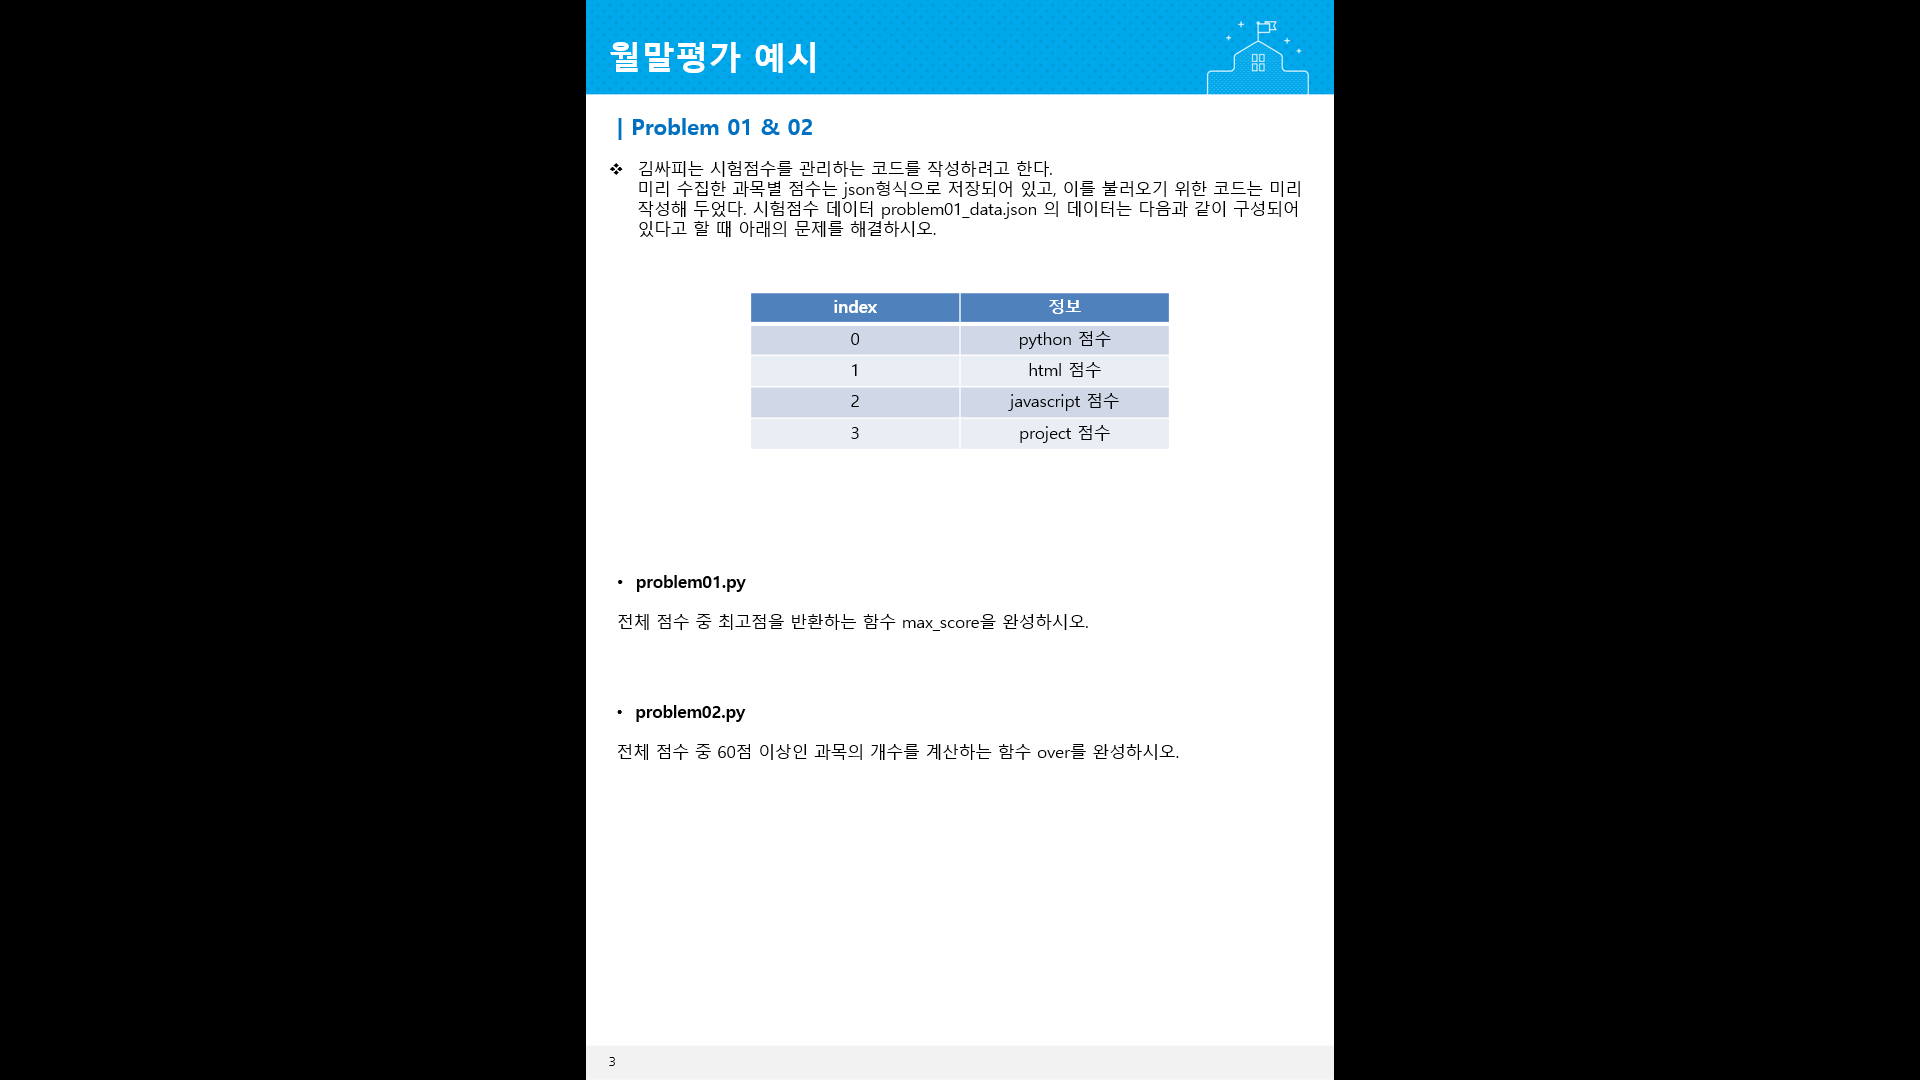 월말평가 예시
| Problem 01 & 02
❖ 김싸피는 시험점수를 관리하는 코드를 작성하려고 한다.
미리 수집한 과목별 점수는 json형식으로 저장되어 있고, 이를 불러오기 위한 코드는 미리
작성해 두었다. 시험점수 데이터 problem01_data.json 의 데이터는 다음과 같이 구성되어
있다고 할 때 아래의 문제를 해결하시오.
index 정보
0 python 점수
1 html 점수
2 javascript 점수
3 project 점수
• problem01.py
전체 점수 중 최고점을 반환하는 함수 max_score을 완성하시오.
• problem02.py
전체 점수 중 60점 이상인 과목의 개수를 계산하는 함수 over를 완성하시오.
3